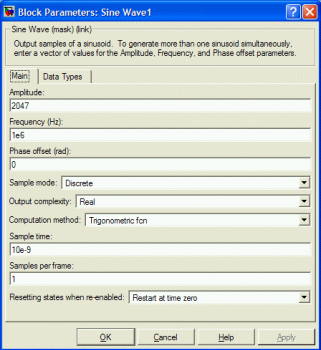 Block Parameters: Sine Wave1
Sine Wave (mask) (link)
Output samples of a sinusoid. To generate more than one sinusoid simultaneously,
enter a vector of values for the Amplitude, Frequency, and Phase offset parameters.
Main
Data Types
Amplitude:
2047
Frequency (Hz):
1e6
Phase offset (rad):
0
Sample mode: Discrete
Output complexity: Real
Computation method: Trigonometric fcn
Sample time:
10e-9
Samples per frame:
1
Resetting states when re-enabled: Restart at time zero
OK
Cancel
Help
Apply